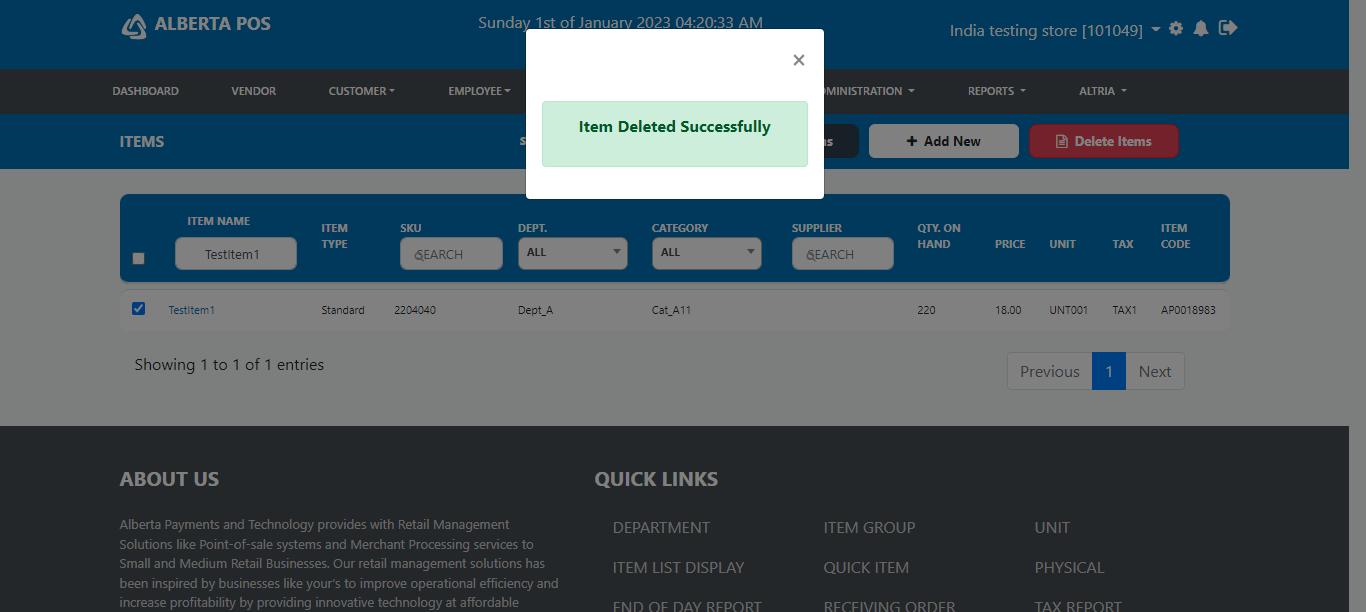 ALBERTA POS
Sunday 1st of January 2023 04:20:33 AM
India testing store [101049]
×
DASHBOARD VENDOR CUSTOMER EMPLOYEE REPORTS ALTRIA
Item Deleted Successfully
ITEMS
Add New
Delete Items
ITEM NAME
ITEM TYPE
SKU
DEPT.
CATEGORY
SUPPLIER
QTY. ON HAND
PRICE
UNIT
TAX
ITEM CODE
TestItem1
SEARCH
ALL
ALL
SEARCH
TestItem1 Standard 2204040 Dept_A Cat_A11 220 18.00 UNT001 TAX1 AP0018983
Showing 1 to 1 of 1 entries
Previous 1 Next
ABOUT US
Alberta Payments and Technology provides with Retail Management
Solutions like Point-of-sale systems and Merchant Processing services to
Small and Medium Retail Businesses. Our retail management solutions has
been inspired by businesses like your's to improve operational efficiency and
increase profitability by providing innovative technology at affordable
QUICK LINKS
DEPARTMENT ITEM GROUP UNIT
ITEM LIST DISPLAY QUICK ITEM PHYSICAL
END OF DAY REPORT RECEIVING ORDER TAX REPORT